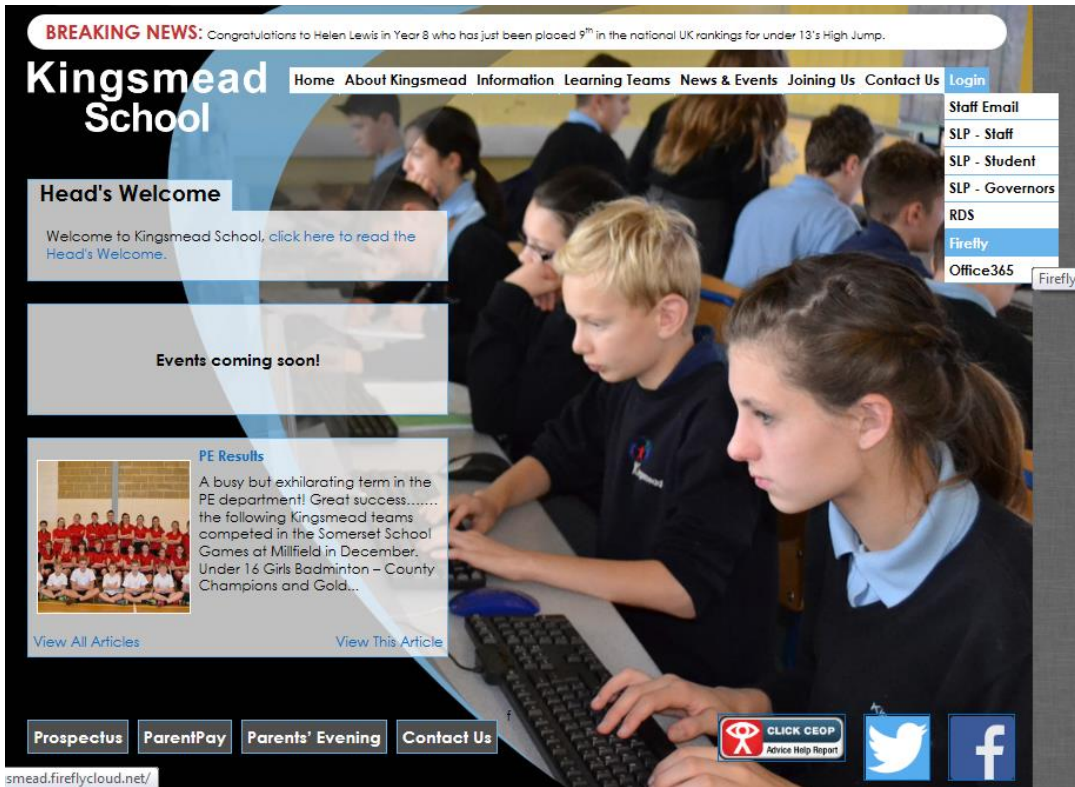 BREAKING NEWS: Congratulations to Helen Lewis in Year 8 who has just been placed 9th in the national UK rankings for under 13's High Jump.
Kingsmead
School
Home About Kingsmead Information Learning Teams News & Events Joining Us Contact Us Login
Staff Email
SLP - Staff
SLP - Student
SLP - Governors
RDS
Firefly
Office365
Firefly
Head's Welcome
Welcome to Kingsmead School, click here to read the
Head's Welcome.
Events coming soon!
PE Results
A busy but exhilarating term in the
PE department! Great success.......
the following Kingsmead teams
competed in the Somerset School
Games at Millfield in December.
Under 16 Girls Badminton – County
Champions and Gold...
View All Articles View This Article
Kingsmead
f
Prospectus ParentPay Parents' Evening Contact Us
CLICK CEOP
Advice Help Report
f
smead.fireflycloud.net/